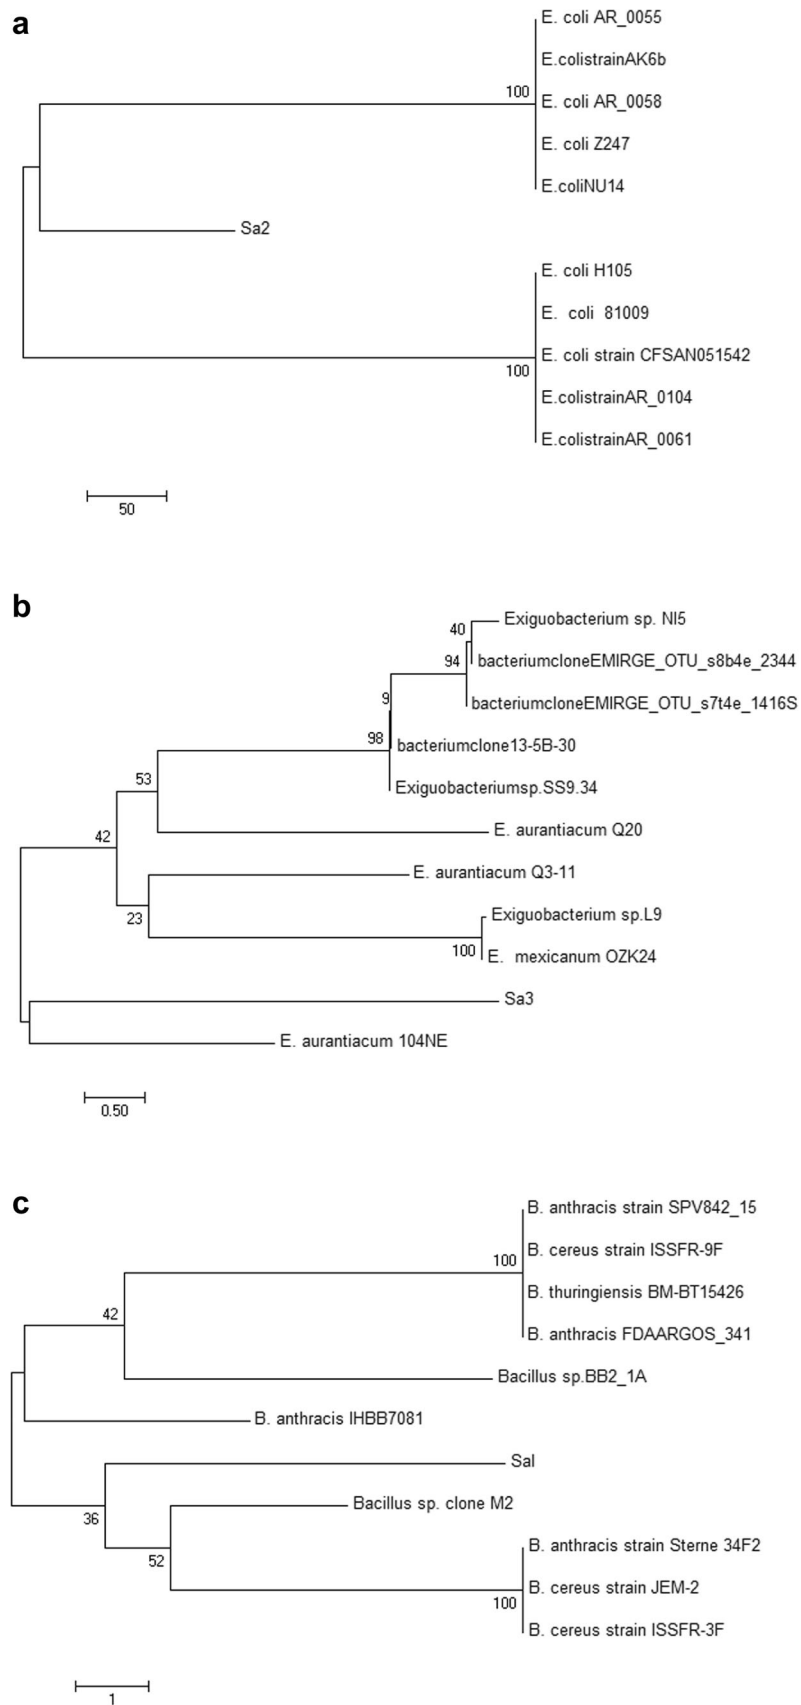 a
E. coli AR_0055
E.colistrainAK6b
100
E. coli AR_0058
E. coli Z247
E.coliNU14
Sa2
E. coli H105
E. coli 81009
E. coli strain CFSAN051542
100
E.colistrainAR_0104
E.colistrainAR_0061
50
b
Exiguobacterium sp. NI5
40
94
bacteriumcloneEMIRGE_OTU_s8b4e_2344
9
bacteriumcloneEMIRGE_OTU_s7t4e_1416S
98
bacteriumclone13-5B-30
53
Exiguobacteriumsp.SS9.34
42
E. aurantiacum Q20
E. aurantiacum Q3-11
23
Exiguobacterium sp.L9
100
E. mexicanum OZK24
Sa3
E. aurantiacum 104NE
0.50
c
B. anthracis strain SPV842_15
B. cereus strain ISSFR-9F
100
B. thuringiensis BM-BT15426
42
B. anthracis FDAARGOS_341
Bacillus sp.BB2_1A
B. anthracis IHBB7081
Sal
Bacillus sp. clone M2
36
B. anthracis strain Sterne 34F2
52
B. cereus strain JEM-2
100
B. cereus strain ISSFR-3F
1